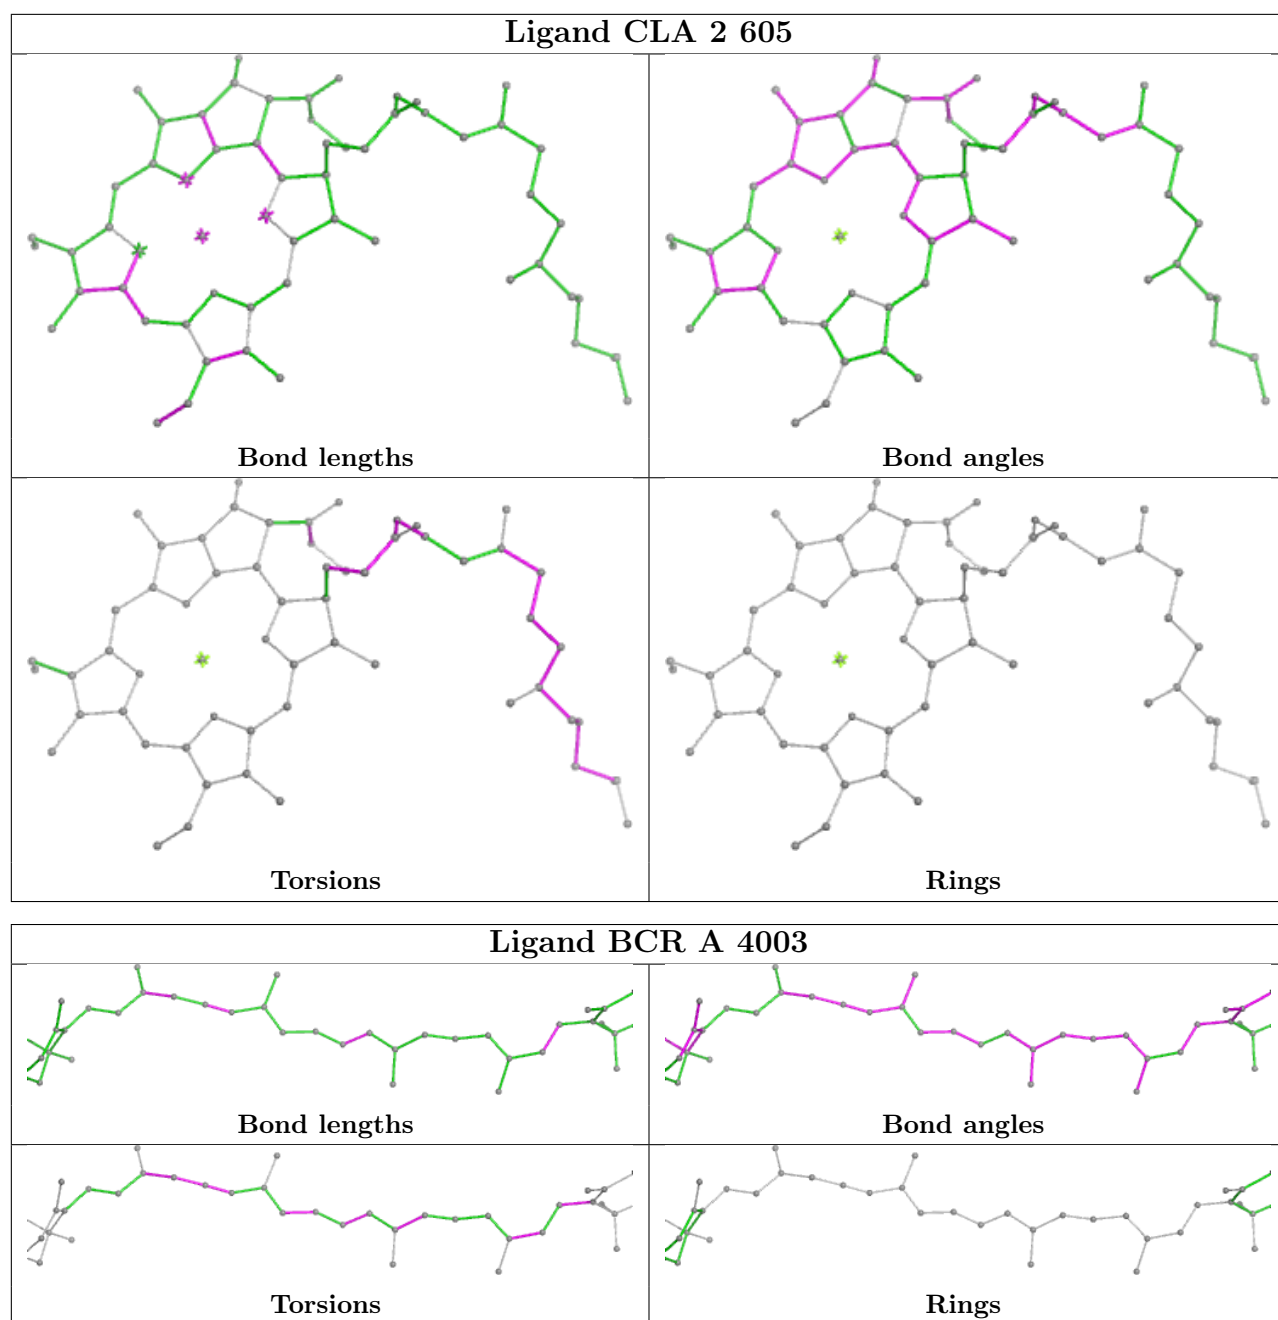 Ligand CLA 2 605
Bond lengths
Bond angles
Torsions
Rings
Ligand BCR A 4003
Bond lengths
Bond angles
Torsions
Rings